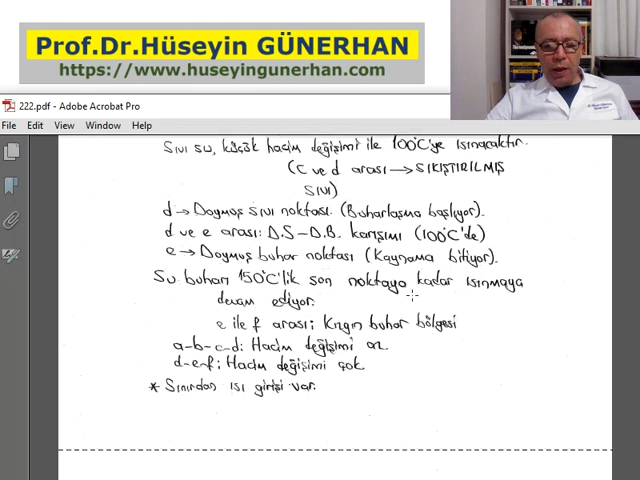 Prof.Dr.Hüseyin GÜNERHAN
https://www.huseyingunerhan.com
222.pdf - Adobe Acrobat Pro
File Edit View Window Help
Sıvı su, küçük hacim değişimi ile 100°C'ye ısınacaktır.
(c ve d arası → SIKIŞTIRILMIŞ
SIVI)
d → Doymuş sıvı noktası. (Buharlaşma başlıyor).
d ve e arası: D.S-D.B. karışımı (100°C'de)
e → Doymuş buhar noktası (Kaynama bitiyor).
Su buharı 150°C'lik son noktaya kadar ısınmaya
devam ediyor.
e ile f arası; Kızgın buhar bölgesi
a-b-c-d: Hacim değişimi az.
d-e-f; Hacim değişimi çok
* Sınırdan ısı girişi var.